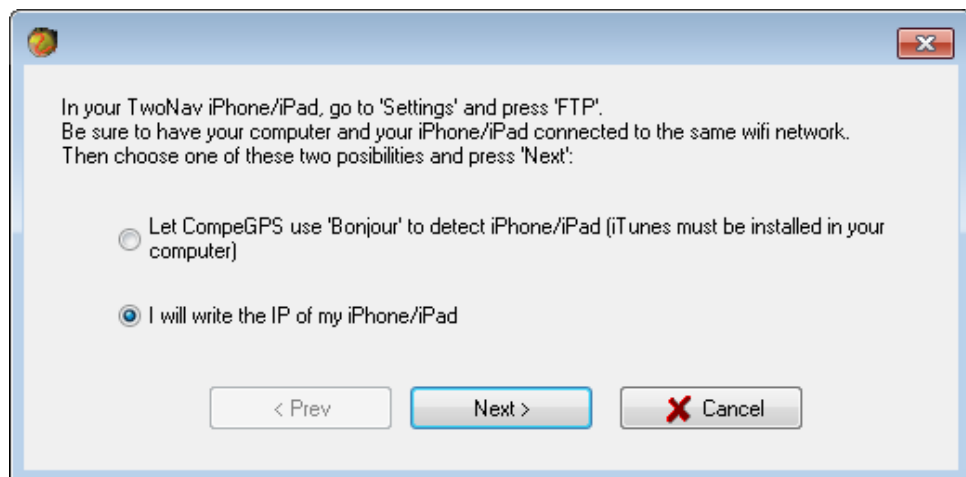 In your TwoNav iPhone/iPad, go to 'Settings' and press 'FTP'.
Be sure to have your computer and your iPhone/iPad connected to the same wifi network.
Then choose one of these two posibilities and press 'Next':
Let CompeGPS use 'Bonjour' to detect iPhone/iPad (iTunes must be installed in your
computer)
I will write the IP of my iPhone/iPad
< Prev
Next >
Cancel